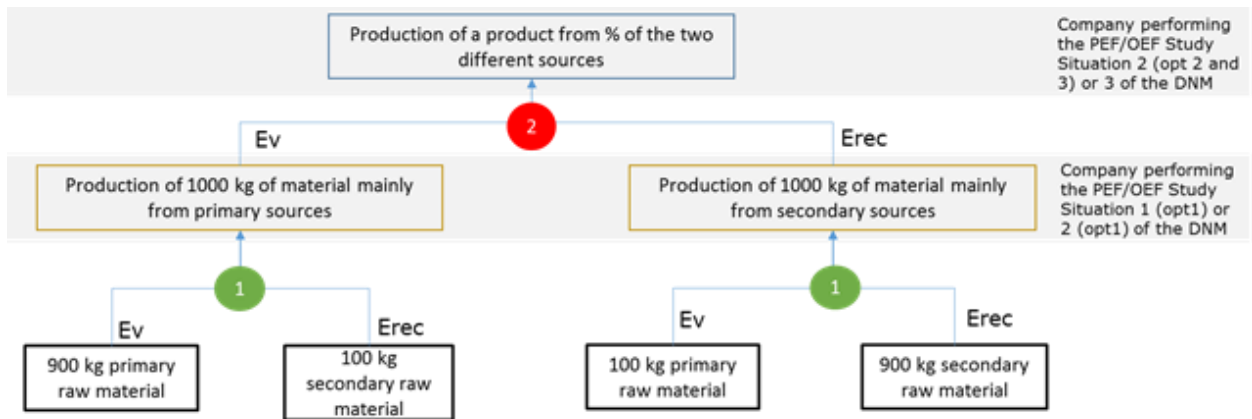 Production of a product from % of the two
different sources
Company performing
the PEF/OEF Study
Situation 2 (opt 2 and
3) or 3 of the DNM
2
Ev
Erec
Production of 1000 kg of material mainly
from primary sources
Production of 1000 kg of material mainly
from secondary sources
Company performing
the PEF/OEF Study
Situation 1 (opt1) or
2 (opt1) of the DNM
1
1
Ev
Erec
Ev
Erec
900 kg primary
raw material
100 kg
secondary raw
material
100 kg primary
raw material
900 kg secondary
raw material